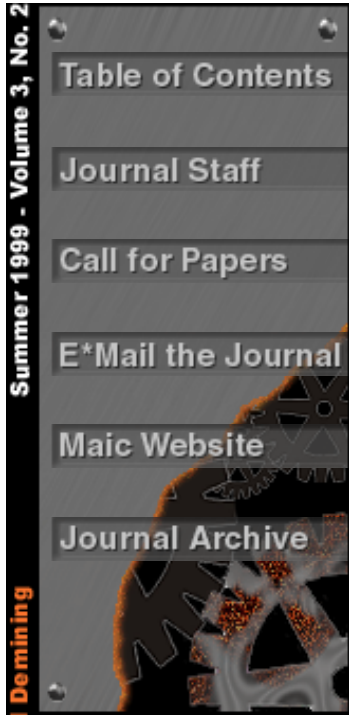 Summer 1999 - Volume 3, No. 2
Demining
Table of Contents
Journal Staff
Call for Papers
E*Mail the Journal
Maic Website
Journal Archive